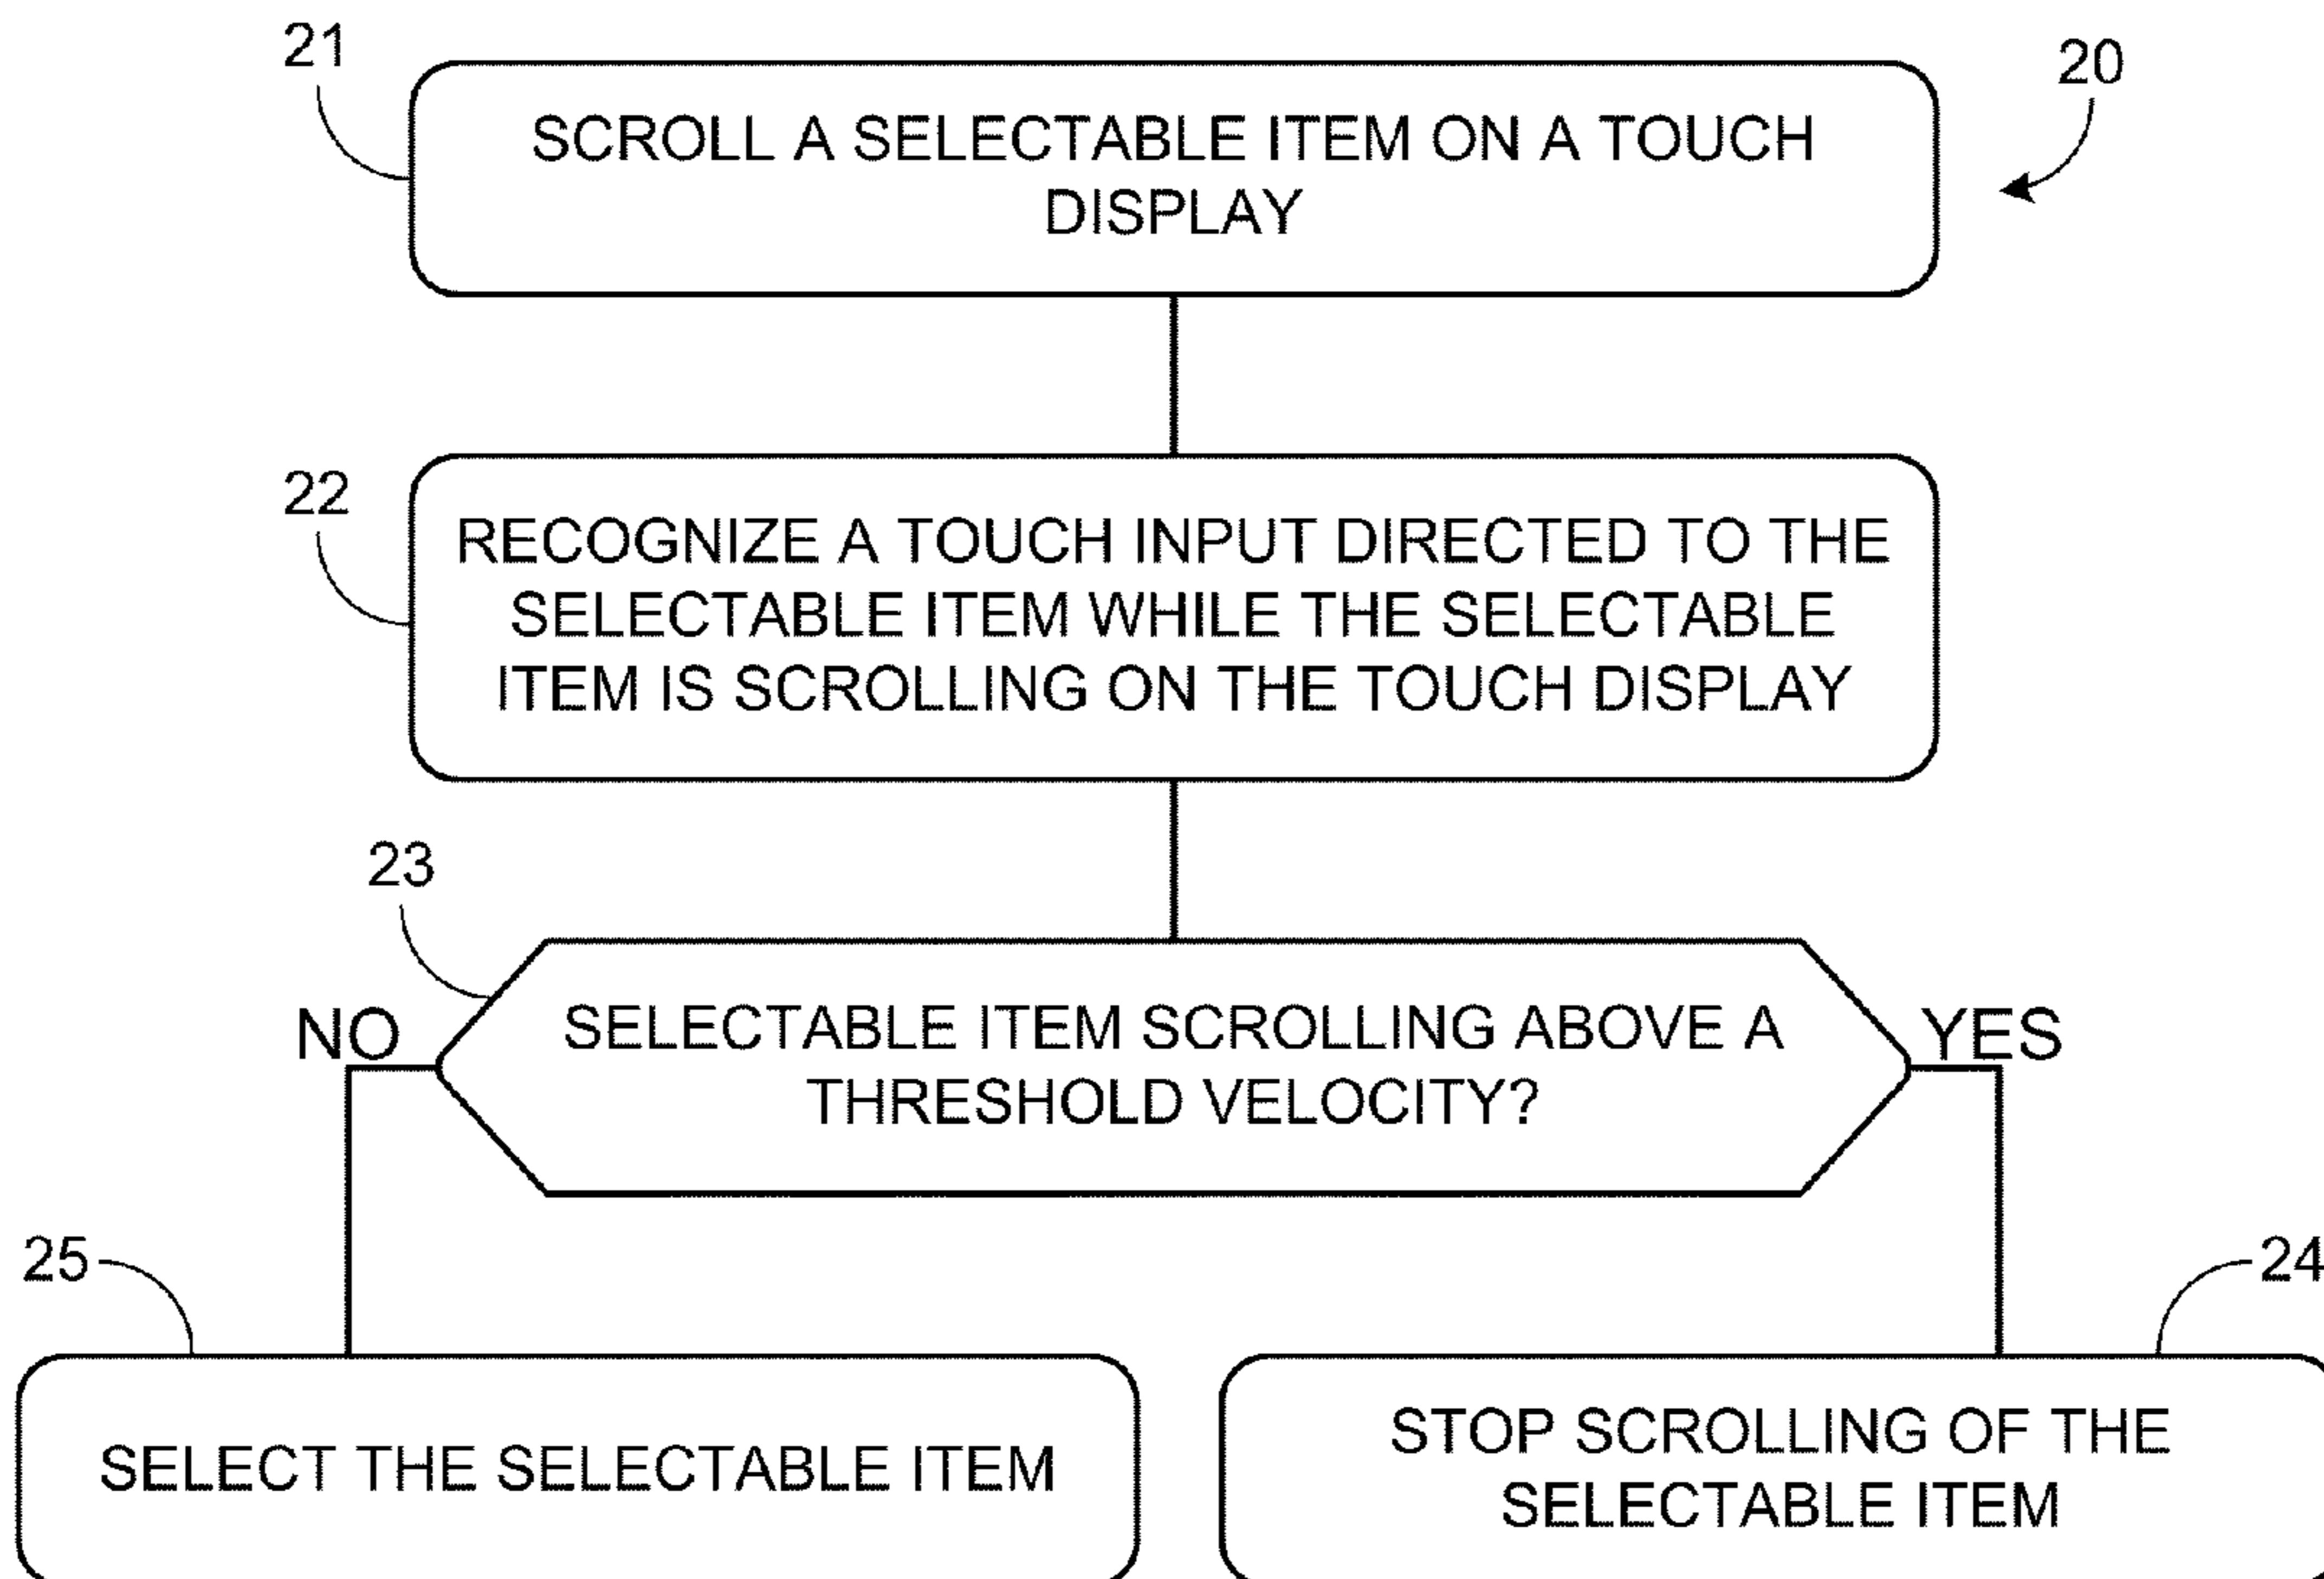 21
20
SCROLL A SELECTABLE ITEM ON A TOUCH
DISPLAY
22
RECOGNIZE A TOUCH INPUT DIRECTED TO THE
SELECTABLE ITEM WHILE THE SELECTABLE
ITEM IS SCROLLING ON THE TOUCH DISPLAY
23
NO
SELECTABLE ITEM SCROLLING ABOVE A
THRESHOLD VELOCITY?
YES
25
24
SELECT THE SELECTABLE ITEM
STOP SCROLLING OF THE
SELECTABLE ITEM